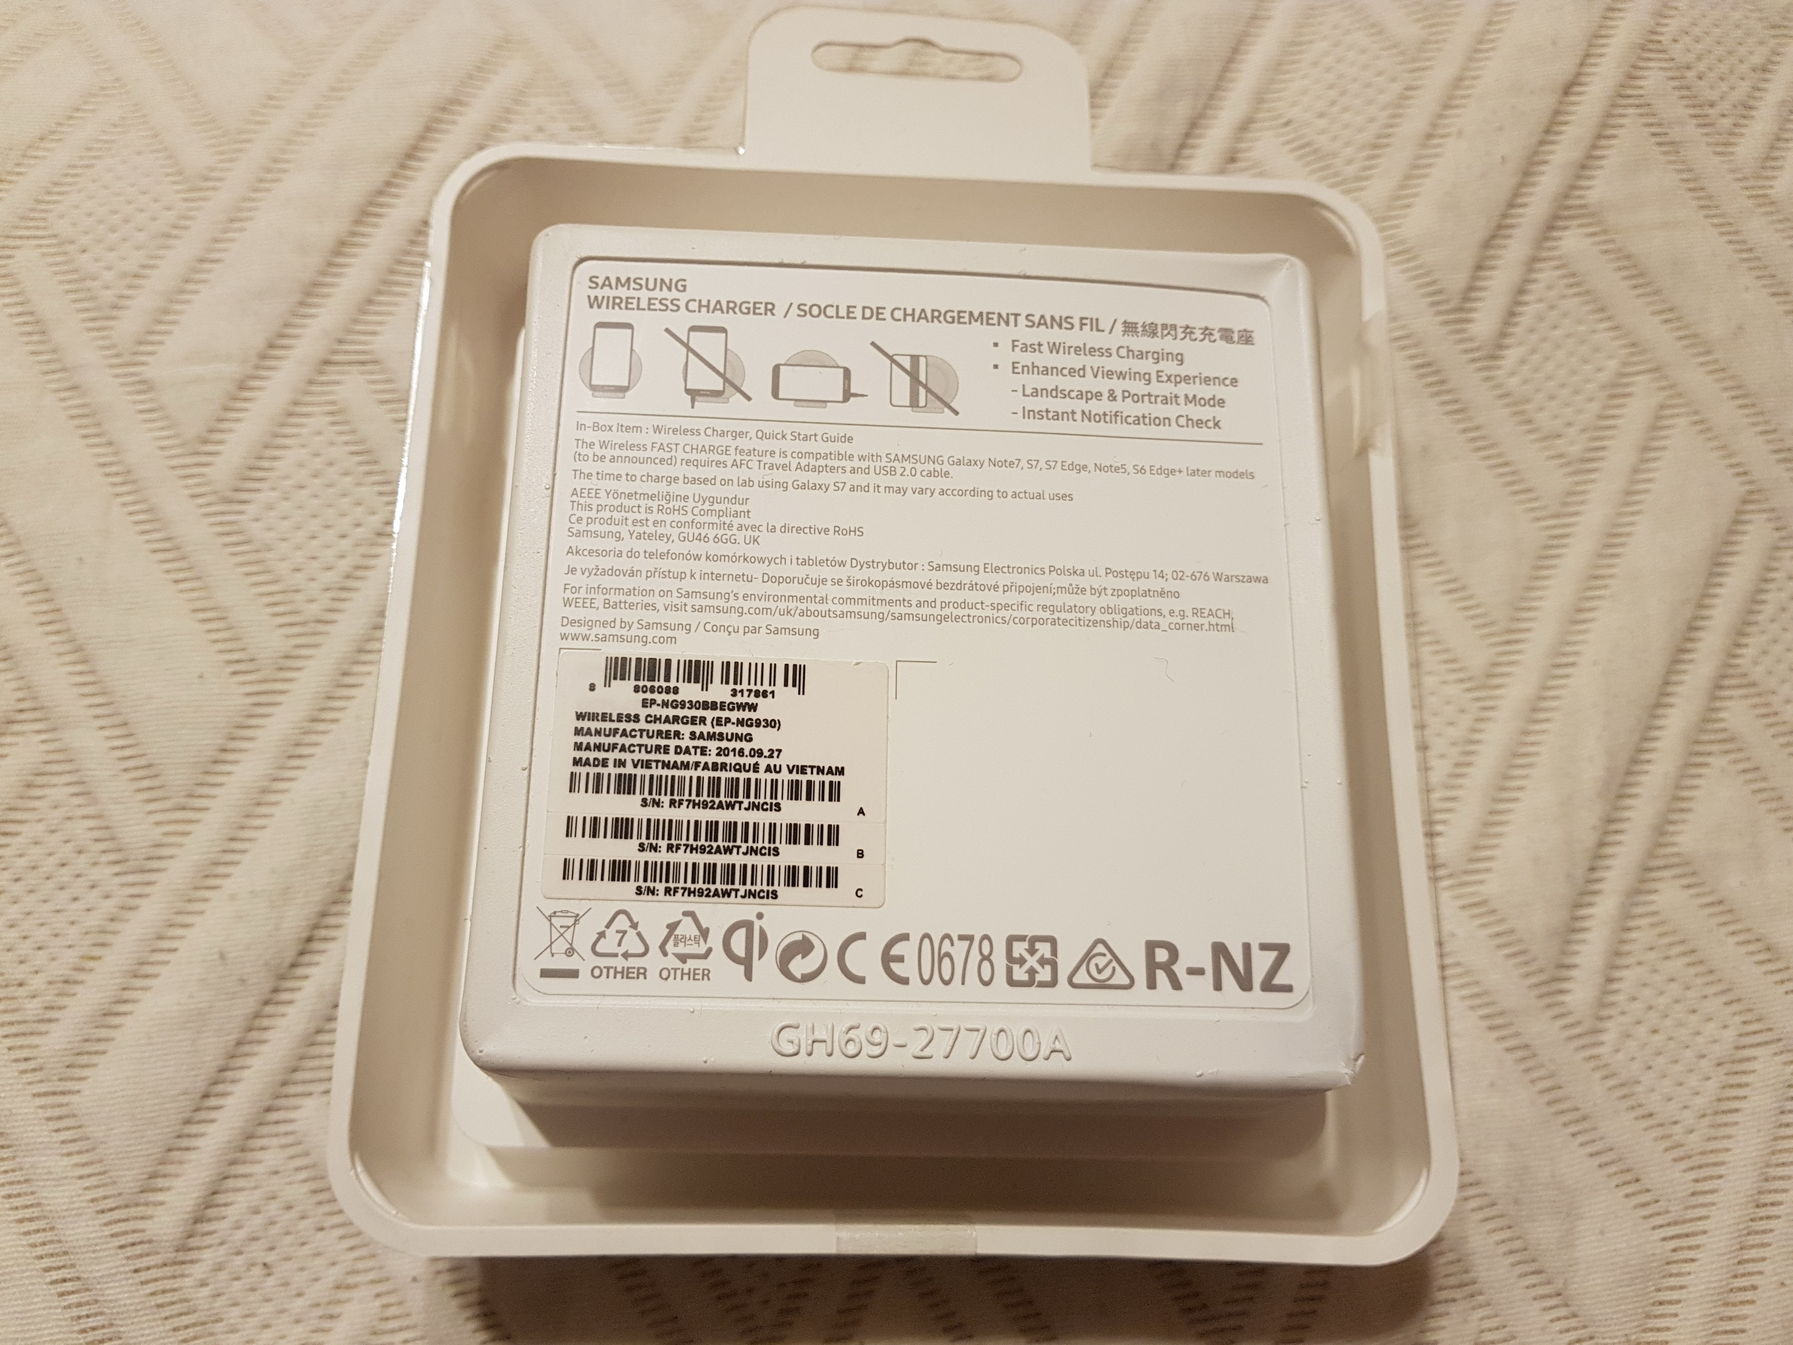 SAMSUNG
WIRELESS CHARGER / SOCLE DE CHARGEMENT SANS FIL / 無線閃充充電座
▪ Fast Wireless Charging
▪ Enhanced Viewing Experience
- Landscape & Portrait Mode
- Instant Notification Check
In-Box Item : Wireless Charger, Quick Start Guide
The Wireless FAST CHARGE feature is compatible with SAMSUNG Galaxy Note7, S7, S7 Edge, Note5, S6 Edge+ later models
(to be announced) requires AFC Travel Adapters and USB 2.0 cable.
The time to charge based on lab using Galaxy S7 and it may vary according to actual uses
AEEE Yönetmeliğine Uygundur
This product is RoHS Compliant
Ce produit est en conformité avec la directive RoHS
Samsung, Yateley, GU46 6GG. UK
Akcesoria do telefonów komórkowych i tabletów Dystrybutor : Samsung Electronics Polska ul. Postępu 14; 02-676 Warszawa
Je vyžadován přístup k internetu- Doporučuje se širokopásmové bezdrátové připojení;může být zpoplatněno
For information on Samsung's environmental commitments and product-specific regulatory obligations, e.g. REACH,
WEEE, Batteries, visit samsung.com/uk/aboutsamsung/samsungelectronics/corporatecitizenship/data_corner.html
Designed by Samsung / Conçu par Samsung
www.samsung.com
8 806088 317861
EP-NG930BBEGWW
WIRELESS CHARGER (EP-NG930)
MANUFACTURER: SAMSUNG
MANUFACTURE DATE: 2016.09.27
MADE IN VIETNAM/FABRIQUÉ AU VIETNAM
S/N: RF7H92AWTJNCIS A
S/N: RF7H92AWTJNCIS B
S/N: RF7H92AWTJNCIS C
7 플라스틱 qi CE0678 R-NZ
OTHER OTHER
GH69-27700A